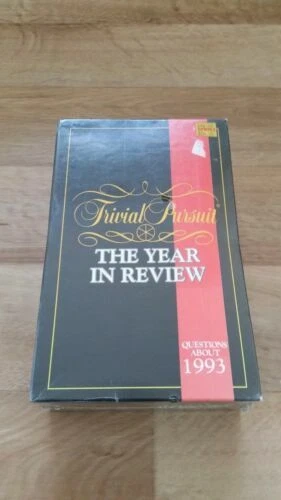 Trivial Pursuit
THE YEAR
IN REVIEW
QUESTIONS
ABOUT
1993